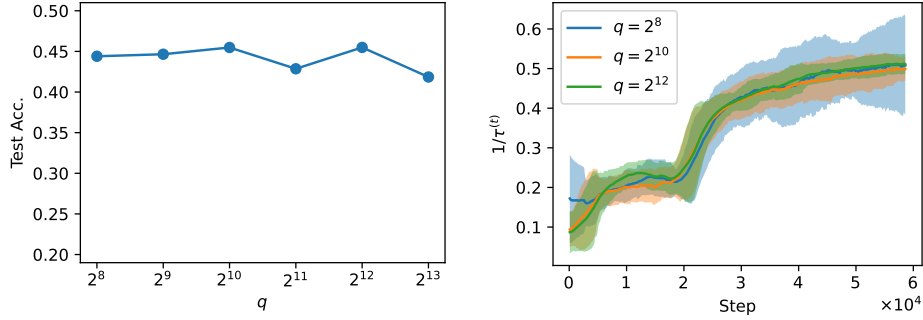 0.50
0.45
0.40
0.35
0.30
0.25
0.20
Test Acc.
2^8 2^9 2^10 2^11 2^12 2^13
q
0.6
0.5
0.4
0.3
0.2
0.1
1/τ^(t)
q = 2^8
q = 2^10
q = 2^12
0 1 2 3 4 5 6
Step
×10^4